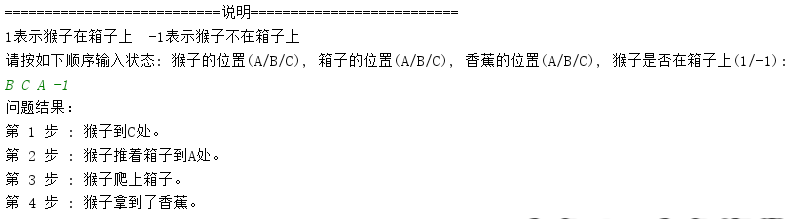 ===========================说明==========================
1表示猴子在箱子上  -1表示猴子不在箱子上
请按如下顺序输入状态: 猴子的位置(A/B/C), 箱子的位置(A/B/C), 香蕉的位置(A/B/C), 猴子是否在箱子上(1/-1):
B C A -1
问题结果:
第 1 步 : 猴子到C处。
第 2 步 : 猴子推着箱子到A处。
第 3 步 : 猴子爬上箱子。
第 4 步 : 猴子拿到了香蕉。